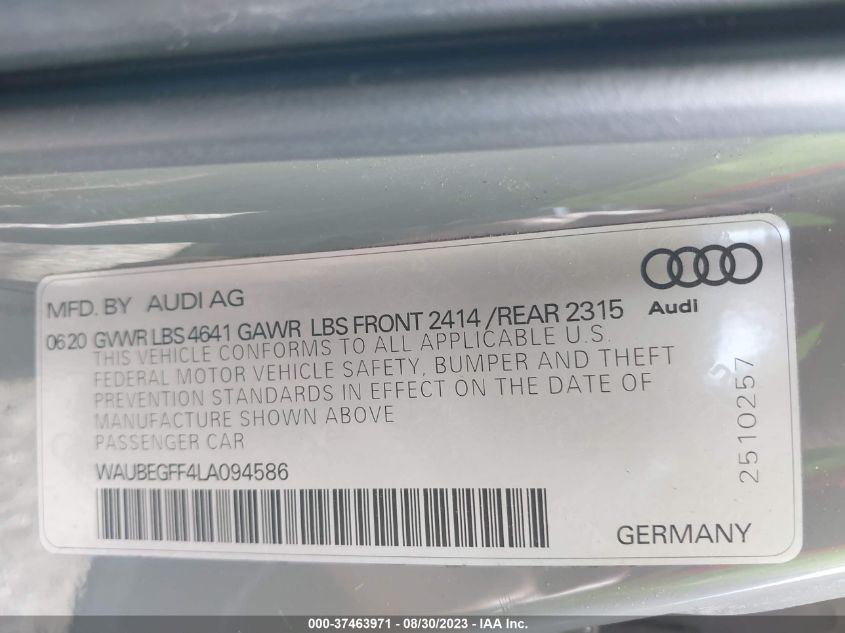 MFD. BY AUDI AG
Audi
0620 GVWR LBS 4641 GAWR LBS FRONT 2414 /REAR 2315
THIS VEHICLE CONFORMS TO ALL APPLICABLE U.S.
FEDERAL MOTOR VEHICLE SAFETY, BUMPER AND THEFT
PREVENTION STANDARDS IN EFFECT ON THE DATE OF
MANUFACTURE SHOWN ABOVE
PASSENGER CAR
WAUBEGFF4LA094586
2510257
GERMANY
000-37463971 - 08/30/2023 - IAA Inc.